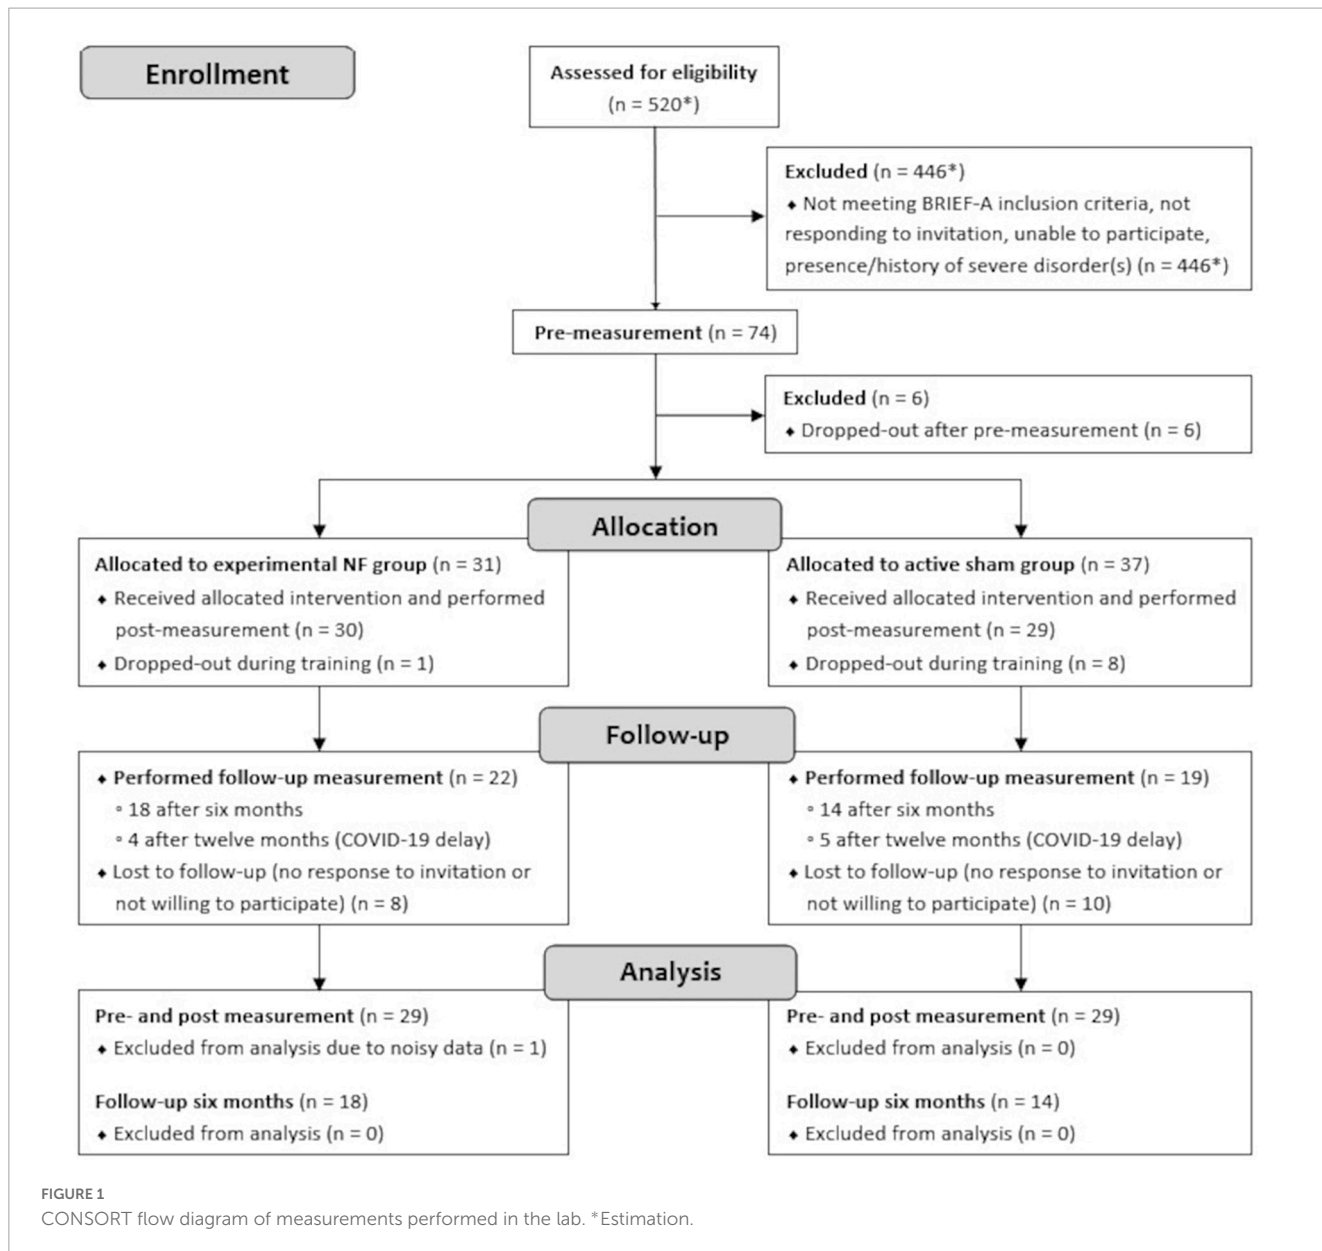 Enrollment
Assessed for eligibility
(n = 520*)
Excluded (n = 446*)
⬥ Not meeting BRIEF-A inclusion criteria, not
responding to invitation, unable to participate,
presence/history of severe disorder(s) (n = 446*)
Pre-measurement (n = 74)
Excluded (n = 6)
⬥ Dropped-out after pre-measurement (n = 6)
Allocation
Allocated to experimental NF group (n = 31)
⬥ Received allocated intervention and performed
post-measurement (n = 30)
⬥ Dropped-out during training (n = 1)
Allocated to active sham group (n = 37)
⬥ Received allocated intervention and performed
post-measurement (n = 29)
⬥ Dropped-out during training (n = 8)
Follow-up
⬥ Performed follow-up measurement (n = 22)
∘ 18 after six months
∘ 4 after twelve months (COVID-19 delay)
⬥ Lost to follow-up (no response to invitation or
not willing to participate) (n = 8)
⬥ Performed follow-up measurement (n = 19)
∘ 14 after six months
∘ 5 after twelve months (COVID-19 delay)
⬥ Lost to follow-up (no response to invitation or
not willing to participate) (n = 10)
Analysis
Pre- and post measurement (n = 29)
⬥ Excluded from analysis due to noisy data (n = 1)
Follow-up six months (n = 18)
⬥ Excluded from analysis (n = 0)
Pre- and post measurement (n = 29)
⬥ Excluded from analysis (n = 0)
Follow-up six months (n = 14)
⬥ Excluded from analysis (n = 0)
FIGURE 1
CONSORT flow diagram of measurements performed in the lab. *Estimation.